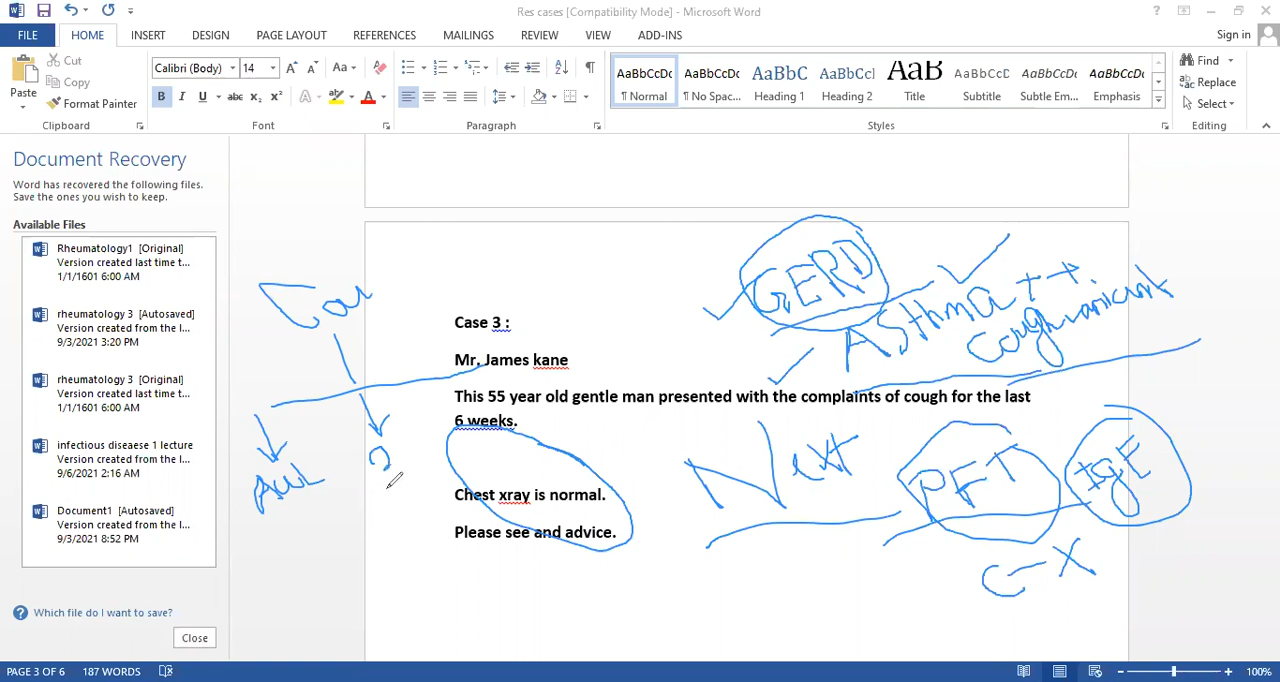 Res cases [Compatibility Mode] - Microsoft Word
Sign in
FILE HOME INSERT DESIGN PAGE LAYOUT REFERENCES MAILINGS REVIEW VIEW ADD-INS
Paste
Cut
Copy
Format Painter
Clipboard
Calibri (Body) 14
Font
Paragraph
AaBbCcDc AaBbCcDc AaBbC AaBbCcl AaB AaBbCcD AaBbCcDt AaBbCcDt
¶ Normal ¶ No Spac... Heading 1 Heading 2 Title Subtitle Subtle Em... Emphasis
Styles
Find
Replace
Select
Editing
Document Recovery
Word has recovered the following files.
Save the ones you wish to keep.
Available Files
Rheumatology1 [Original]
Version created last time t...
1/1/1601 6:00 AM
rheumatology 3 [Autosaved]
Version created from the l...
9/3/2021 3:20 PM
rheumatology 3 [Original]
Version created last time t...
1/1/1601 6:00 AM
infectious diseaese 1 lecture
Version created from the l...
9/6/2021 2:16 AM
Document1 [Autosaved]
Version created from the l...
9/3/2021 8:52 PM
Which file do I want to save?
Close
GERD
Asthma ++
cough variant
Case 3 :
Mr. James kane
This 55 year old gentle man presented with the complaints of cough for the last
6 weeks.
Chest xray is normal.
Please see and advice.
Next PFT IgE
C-X
PAGE 3 OF 6 187 WORDS
100%